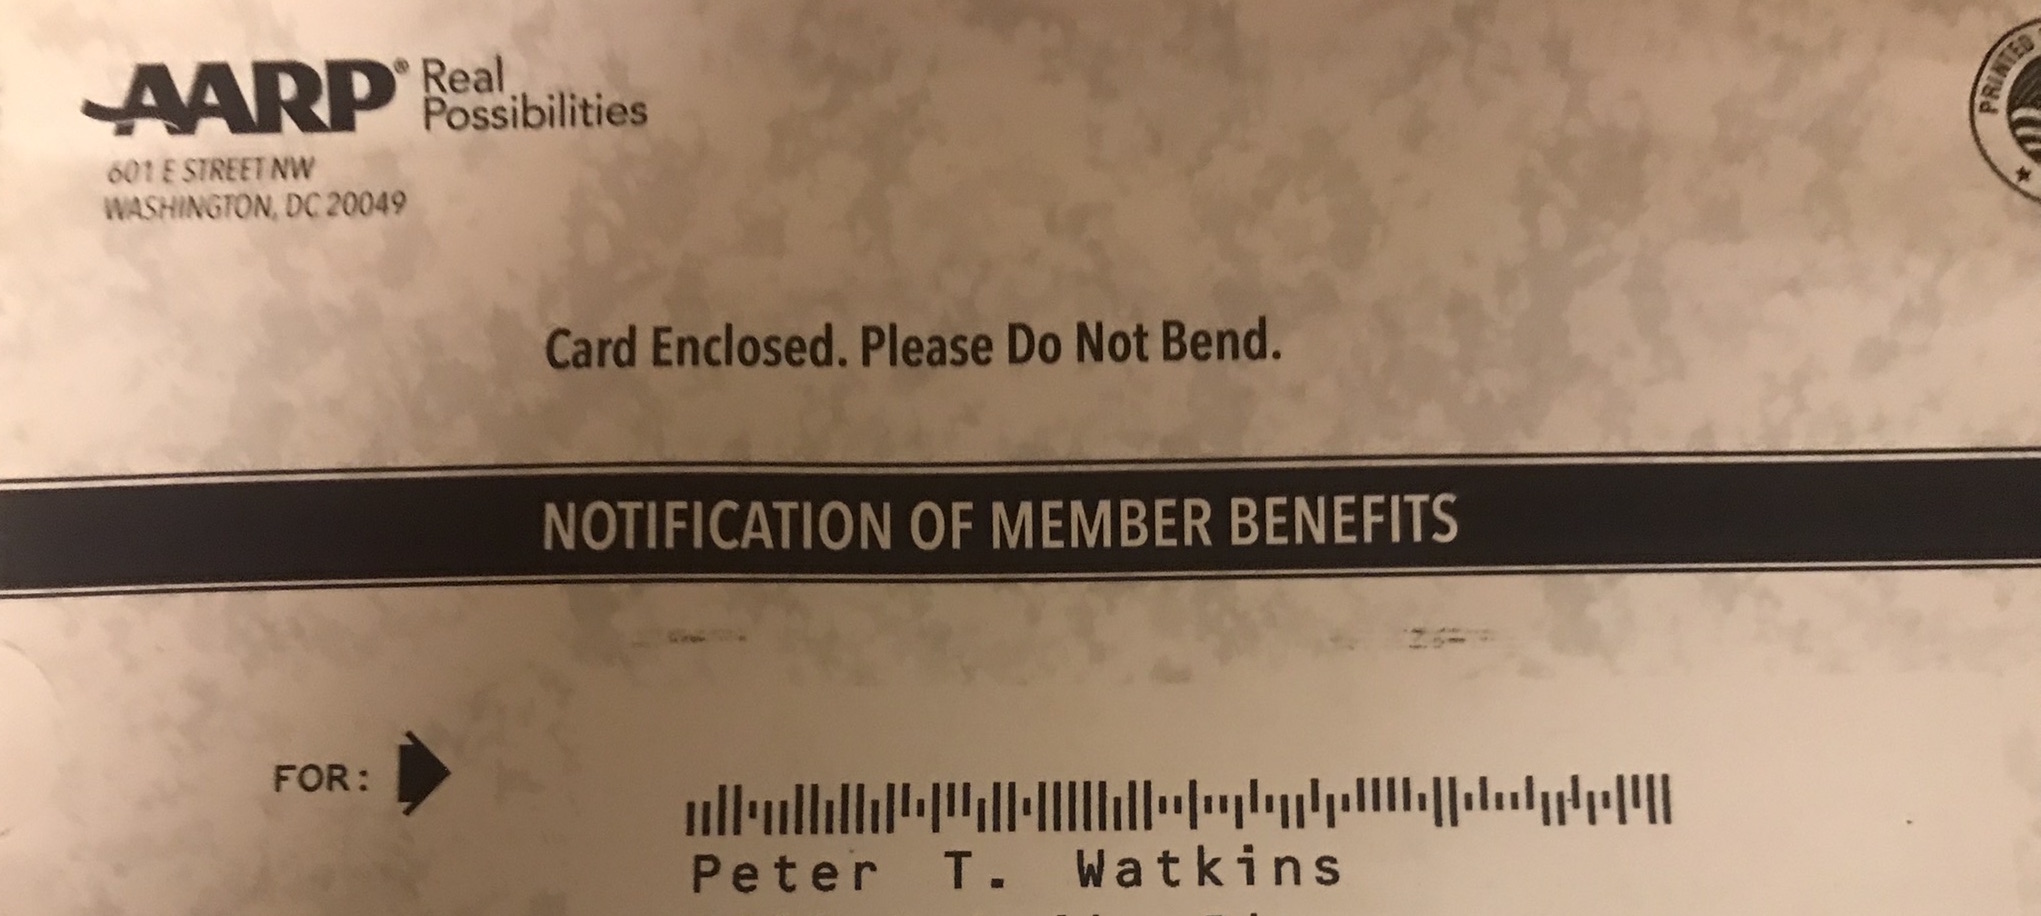 AARP® Real
Possibilities
601 E STREET NW
WASHINGTON, DC 20049
PRINTED
Card Enclosed. Please Do Not Bend.
NOTIFICATION OF MEMBER BENEFITS
FOR:
Peter T. Watkins